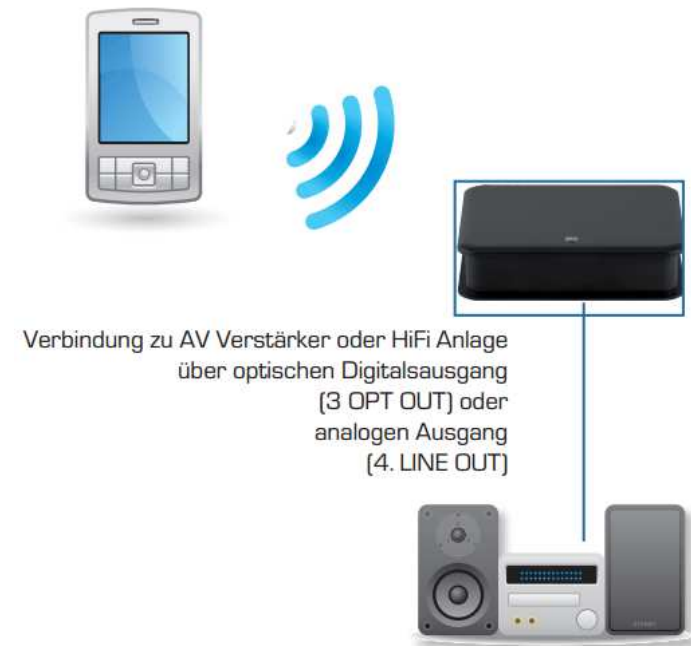 Verbindung zu AV Verstärker oder HiFi Anlage
über optischen Digitalsausgang
(3 OPT OUT) oder
analogen Ausgang
(4. LINE OUT)